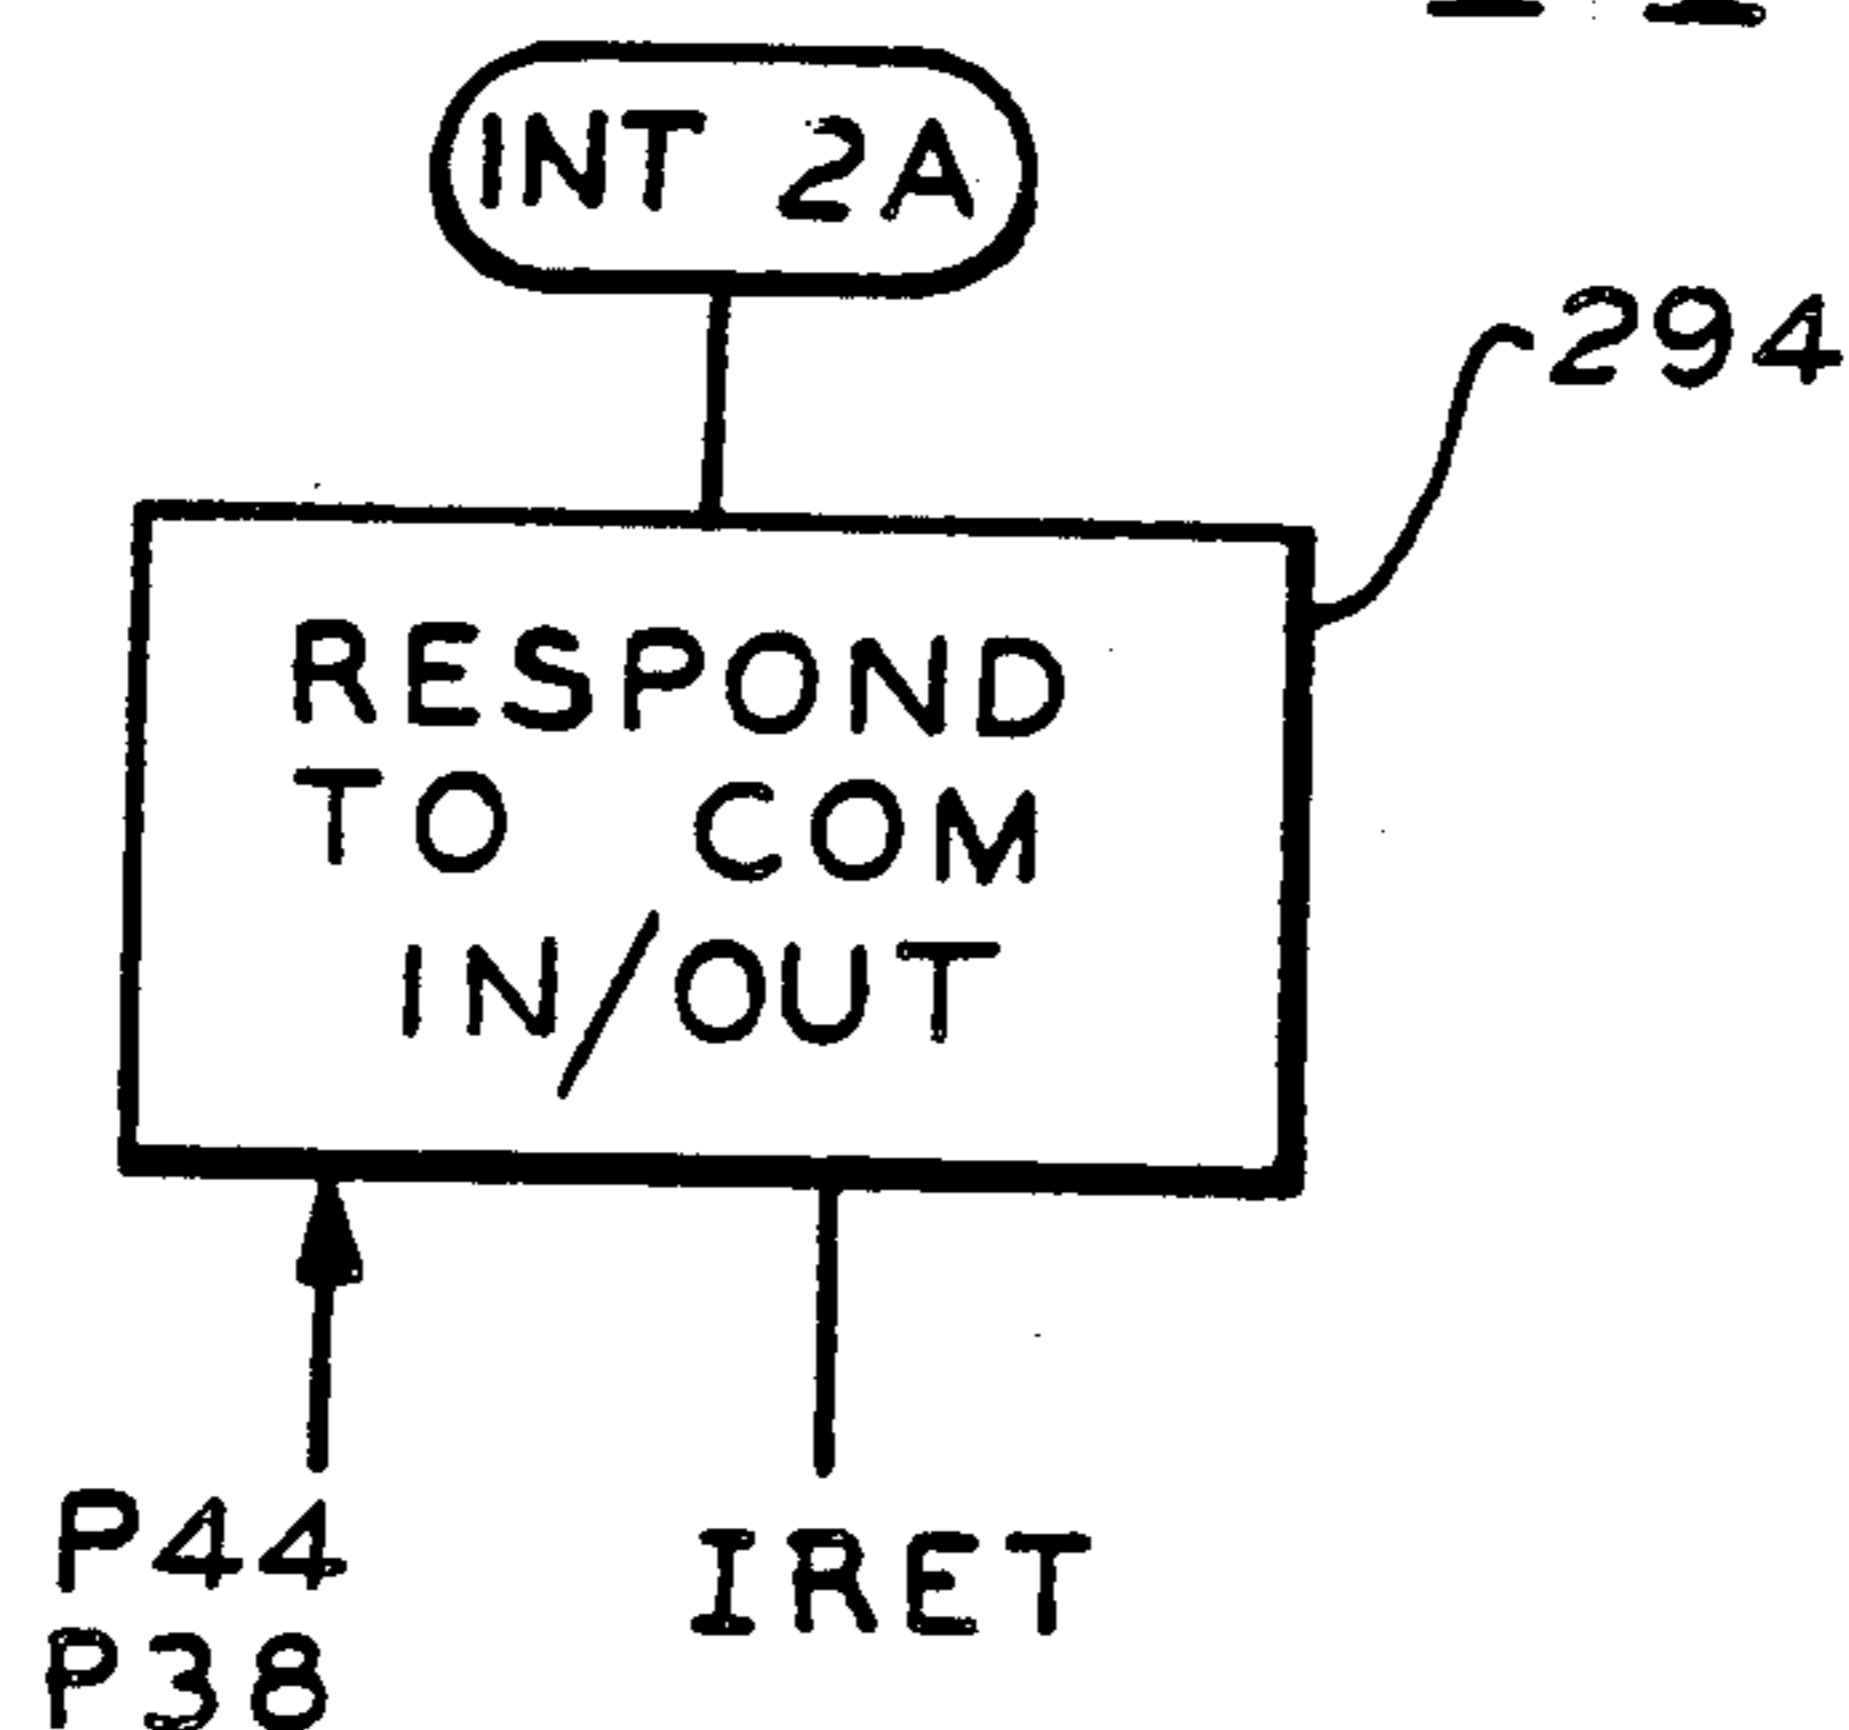 INT 2A
294
RESPOND
TO COM
IN/OUT
P44
P38
IRET